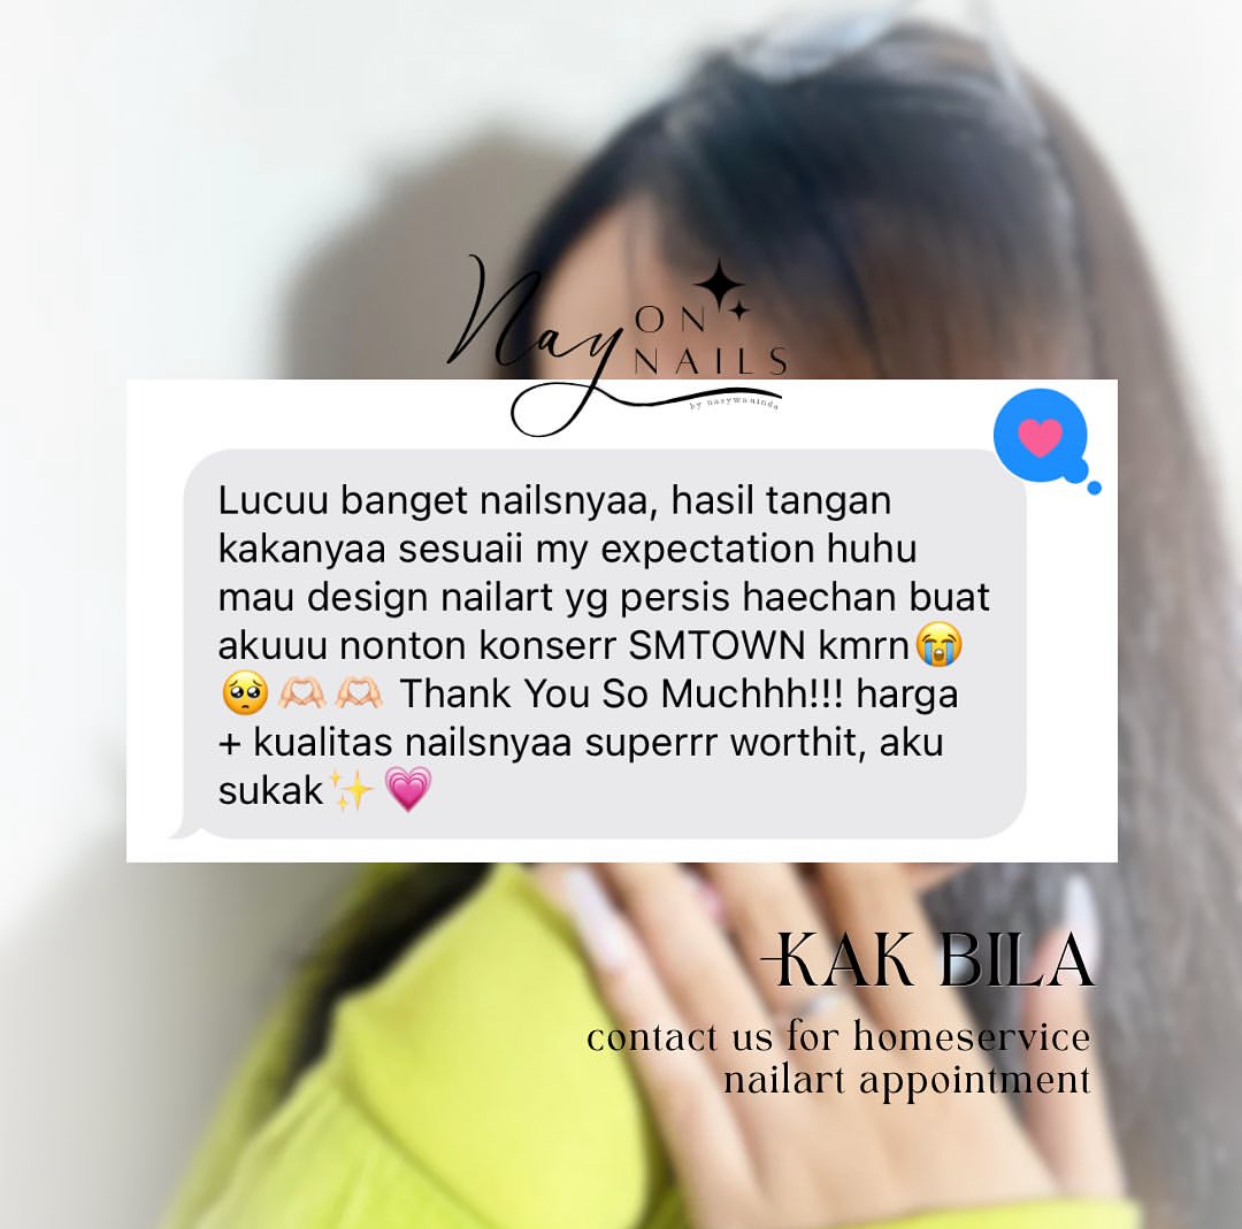 Nay ON
NAILS
by nasywaninda
Lucuu banget nailsnyaa, hasil tangan
kakanyaa sesuaii my expectation huhu
mau design nailart yg persis haechan buat
akuuu nonton konserr SMTOWN kmrn😭
🥺🫶🏻🫶🏻 Thank You So Muchhh!!! harga
+ kualitas nailsnyaa superrr worthit, aku
sukak✨💗
-KAK BILA
contact us for homeservice
nailart appointment